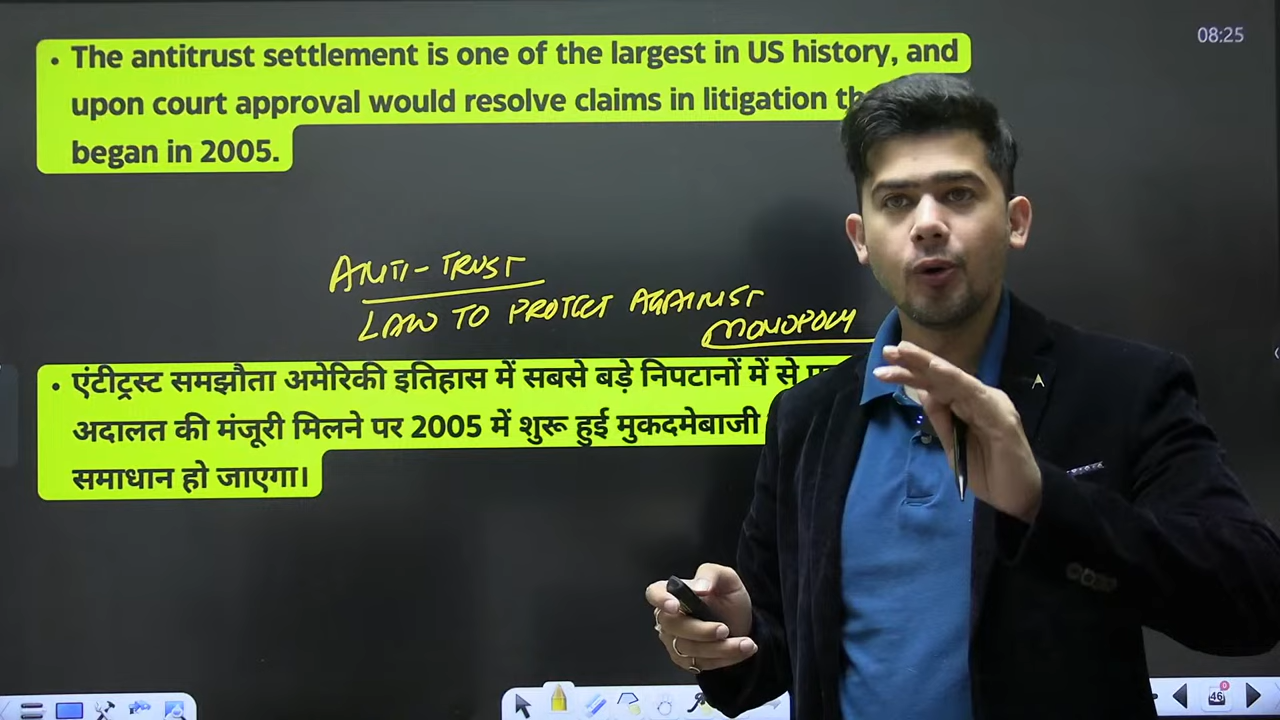 08:25
• The antitrust settlement is one of the largest in US history, and
upon court approval would resolve claims in litigation
began in 2005.
ANTI-TRUST
LAW TO PROTECT AGAINST
MONOPOLY
• एंटीट्रस्ट समझौता अमेरिकी इतिहास में सबसे बड़े निपटानों में से
अदालत की मंजूरी मिलने पर 2005 में शुरू हुई मुकदमेबाजी
समाधान हो जाएगा।
A
46
0